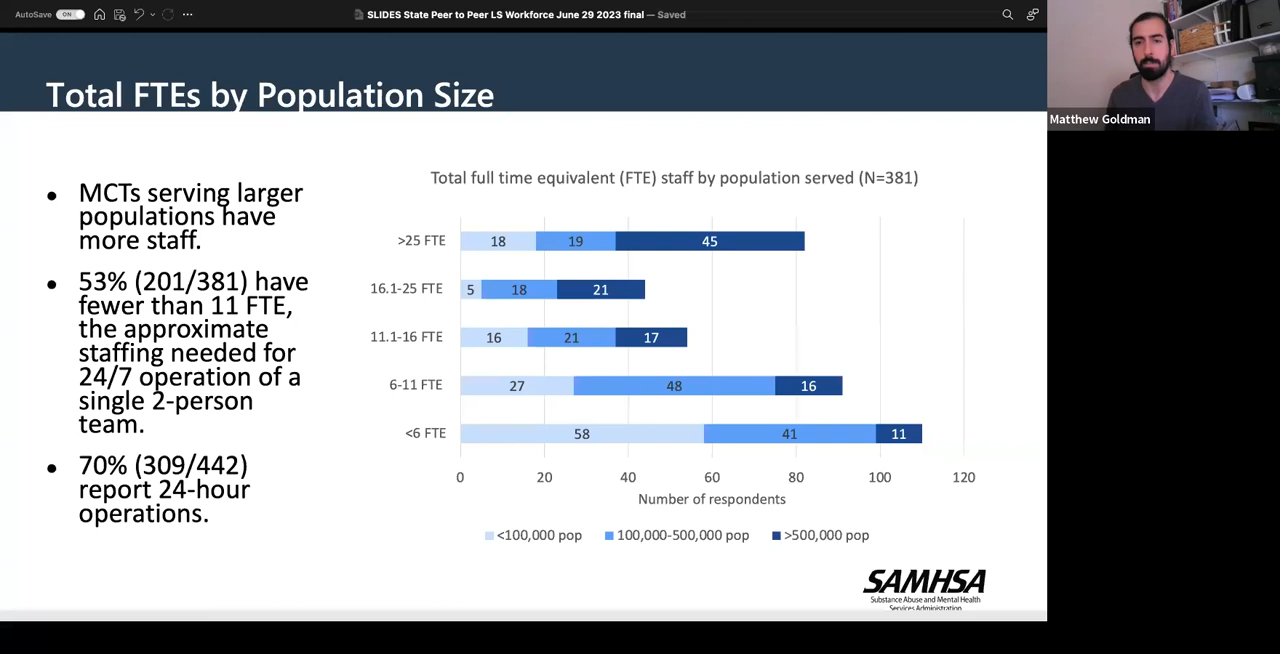 AutoSave ON
SLIDES State Peer to Peer LS Workforce June 29 2023 final — Saved
Matthew Goldman
Total FTEs by Population Size
• MCTs serving larger
populations have
more staff.
• 53% (201/381) have
fewer than 11 FTE,
the approximate
staffing needed for
24/7 operation of a
single 2-person
team.
• 70% (309/442)
report 24-hour
operations.
Total full time equivalent (FTE) staff by population served (N=381)
>25 FTE 18 19 45
16.1-25 FTE 5 18 21
11.1-16 FTE 16 21 17
6-11 FTE 27 48 16
<6 FTE 58 41 11
0 20 40 60 80 100 120
Number of respondents
<100,000 pop 100,000-500,000 pop >500,000 pop
SAMHSA
Substance Abuse and Mental Health
Services Administration